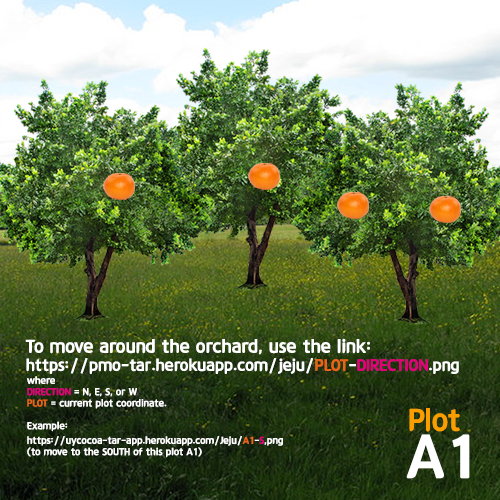 To move around the orchard, use the link:
https://pmo-tar.herokuapp.com/jeju/PLOT-DIRECTION.png
where
DIRECTION = N, E, S, or W
PLOT = current plot coordinate.
Example:
https://uycocoa-tar-app.herokuapp.com/Jeju/A1-S.png
(to move to the SOUTH of this plot A1)
Plot
A1